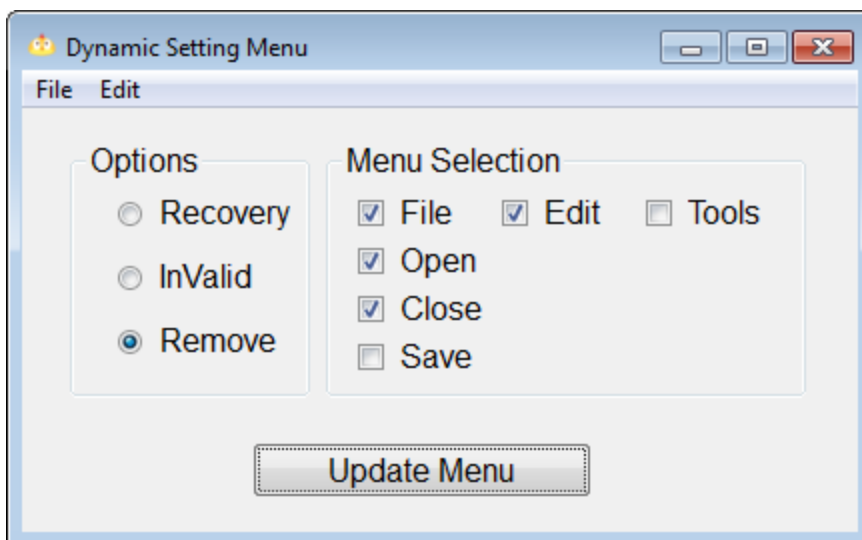 Dynamic Setting Menu
File Edit
Options
Recovery
InValid
Remove
Menu Selection
File Edit Tools
Open
Close
Save
Update Menu